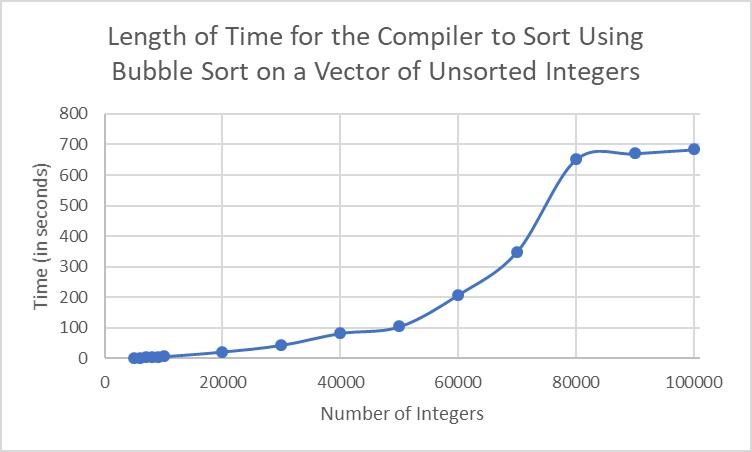 Length of Time for the Compiler to Sort Using
Bubble Sort on a Vector of Unsorted Integers
Time (in seconds)
800
700
600
500
400
300
200
100
0
0 20000 40000 60000 80000 100000
Number of Integers